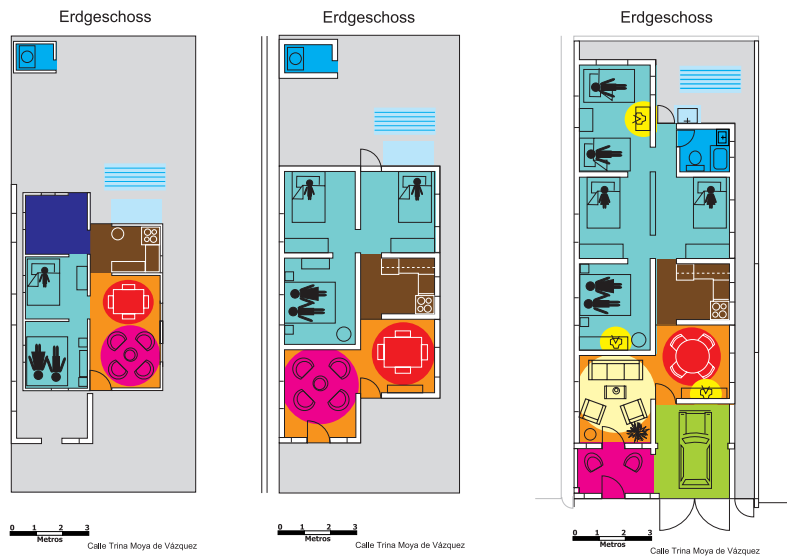 Erdgeschoss
0 1 2 3
Metros
Calle Trina Moya de Vázquez
Erdgeschoss
0 1 2 3
Metros
Calle Trina Moya de Vázquez
Erdgeschoss
0 1 2 3
Metros
Calle Trina Moya de Vázquez